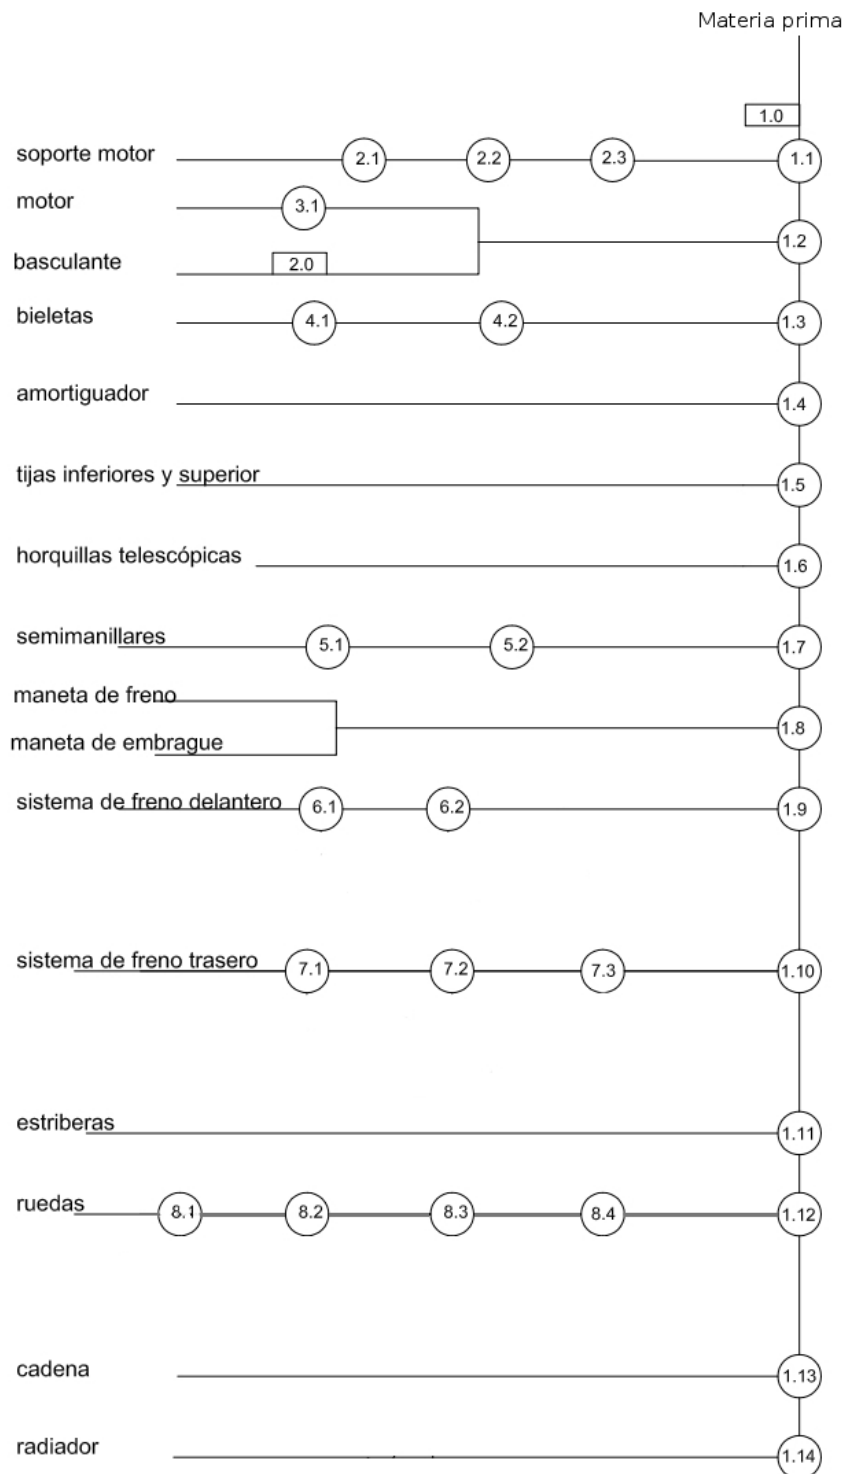 Materia prima
1.0
soporte motor 2.1 2.2 2.3 1.1
motor 3.1
1.2
basculante 2.0
bieletas 4.1 4.2 1.3
amortiguador 1.4
tijas inferiores y superior 1.5
horquillas telescópicas 1.6
semimanillares 5.1 5.2 1.7
maneta de freno
1.8
maneta de embrague
sistema de freno delantero 6.1 6.2 1.9
sistema de freno trasero 7.1 7.2 7.3 1.10
estriberas 1.11
ruedas 8.1 8.2 8.3 8.4 1.12
cadena 1.13
radiador 1.14